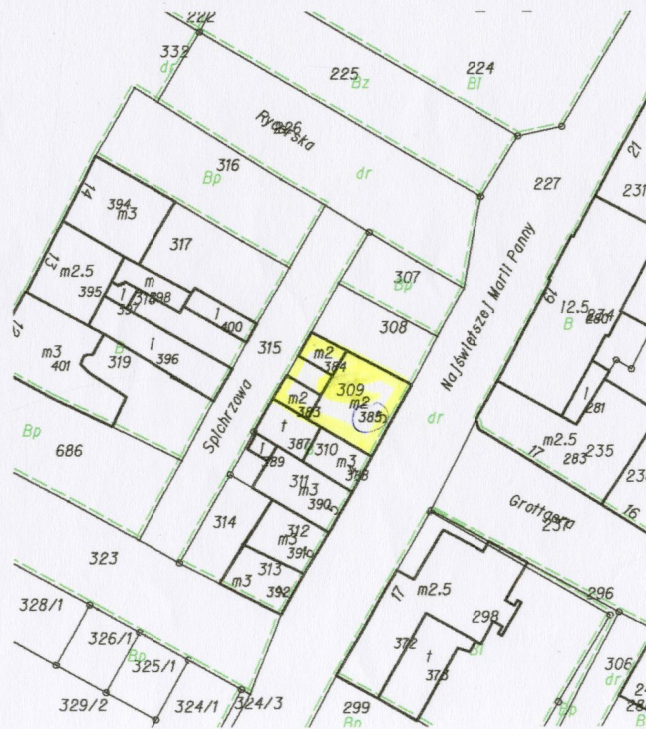 222
332
dr
225
Bz
224
Bl
Rycerska
316
Bp
dr
227
21
231
394
m3
14
317
307
Bp
Najświętszej Marii Panny
13
m2.5
395
m
398
l
397
l
400
308
19
12.5
B
12
m3
401
319
i
396
315
m2
384
309
m2
385
m2
383
dr
l
281
Spichrzowa
t
387
310
m3
388
l
389
Bp
686
311
m3
390
m2.5
283
235
17
16
Grottgera
237
314
312
m3
391
313
m3
392
323
m2.5
17
298
Bl
296
328/1
326/1
Bp
325/1
372
t
373
306
dr
329/2
324/1
324/3
299
Bp
Bp